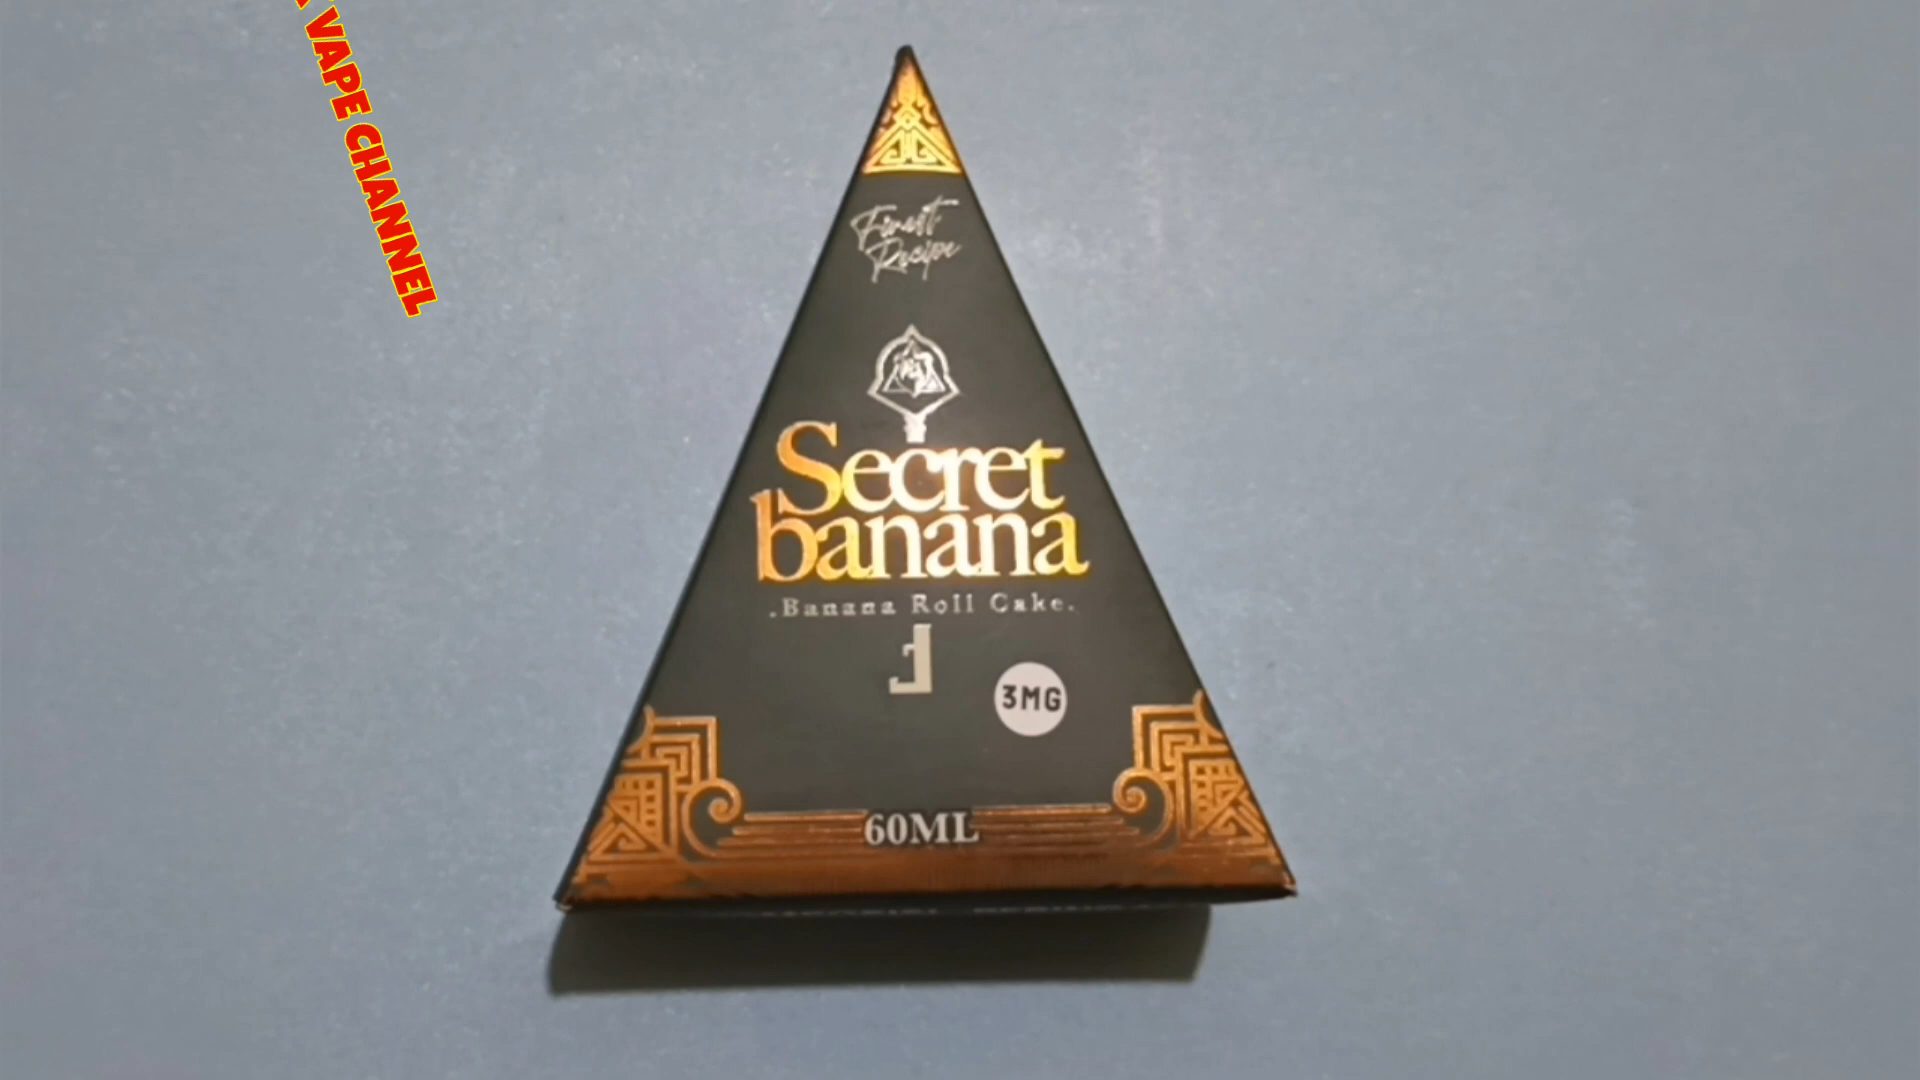 VAPE CHANNEL
Finest
Recipe
Secret
banana
.Banana Roll Cake.
3MG
60ML